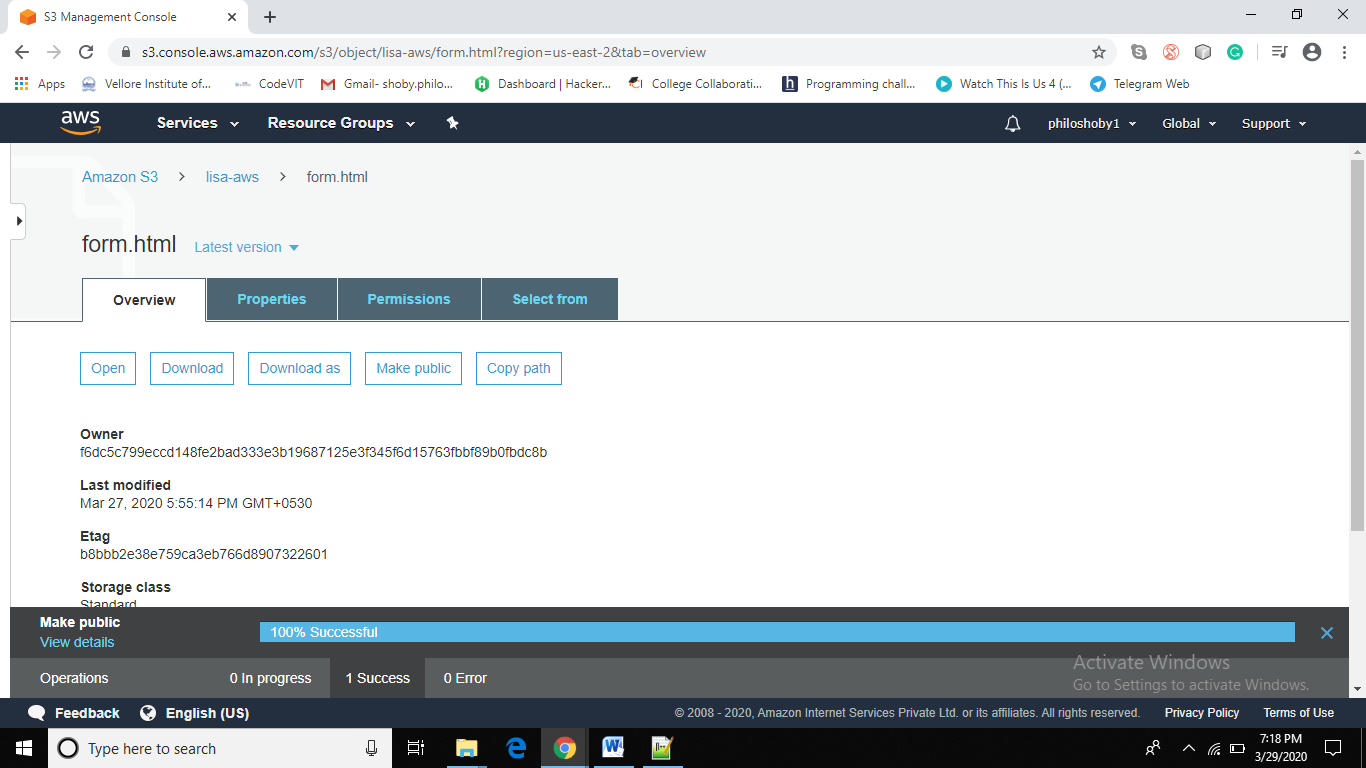 S3 Management Console
s3.console.aws.amazon.com/s3/object/lisa-aws/form.html?region=us-east-2&tab=overview
Apps Vellore Institute of... CodeVIT Gmail- shoby.philo... Dashboard | Hacker... College Collaborati... Programming chall... Watch This Is Us 4 (... Telegram Web
aws Services Resource Groups philoshoby1 Global Support
Amazon S3 > lisa-aws > form.html
form.html Latest version
Overview Properties Permissions Select from
Open Download Download as Make public Copy path
Owner
f6dc5c799eccd148fe2bad333e3b19687125e3f345f6d15763fbbf89b0fbdc8b
Last modified
Mar 27, 2020 5:55:14 PM GMT+0530
Etag
b8bbb2e38e759ca3eb766d8907322601
Storage class
Standard
Make public
100% Successful
View details
Activate Windows
Operations 0 In progress 1 Success 0 Error
Go to Settings to activate Windows.
Feedback English (US) © 2008 - 2020, Amazon Internet Services Private Ltd. or its affiliates. All rights reserved. Privacy Policy Terms of Use
Type here to search
7:18 PM
3/29/2020